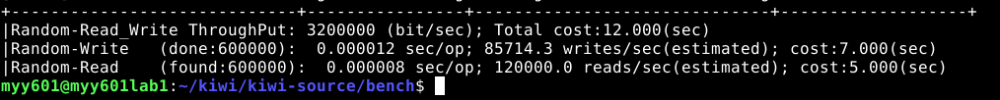 +-----------------------------+----------------+------------------------------+-------------------+
|Random-Read_Write ThroughPut: 3200000 (bit/sec); Total cost:12.000(sec)
|Random-Write   (done:600000):  0.000012 sec/op; 85714.3 writes/sec(estimated); cost:7.000(sec)
|Random-Read    (found:600000):  0.000008 sec/op; 120000.0 reads/sec(estimated); cost:5.000(sec)
myy601@myy601lab1:~/kiwi/kiwi-source/bench$